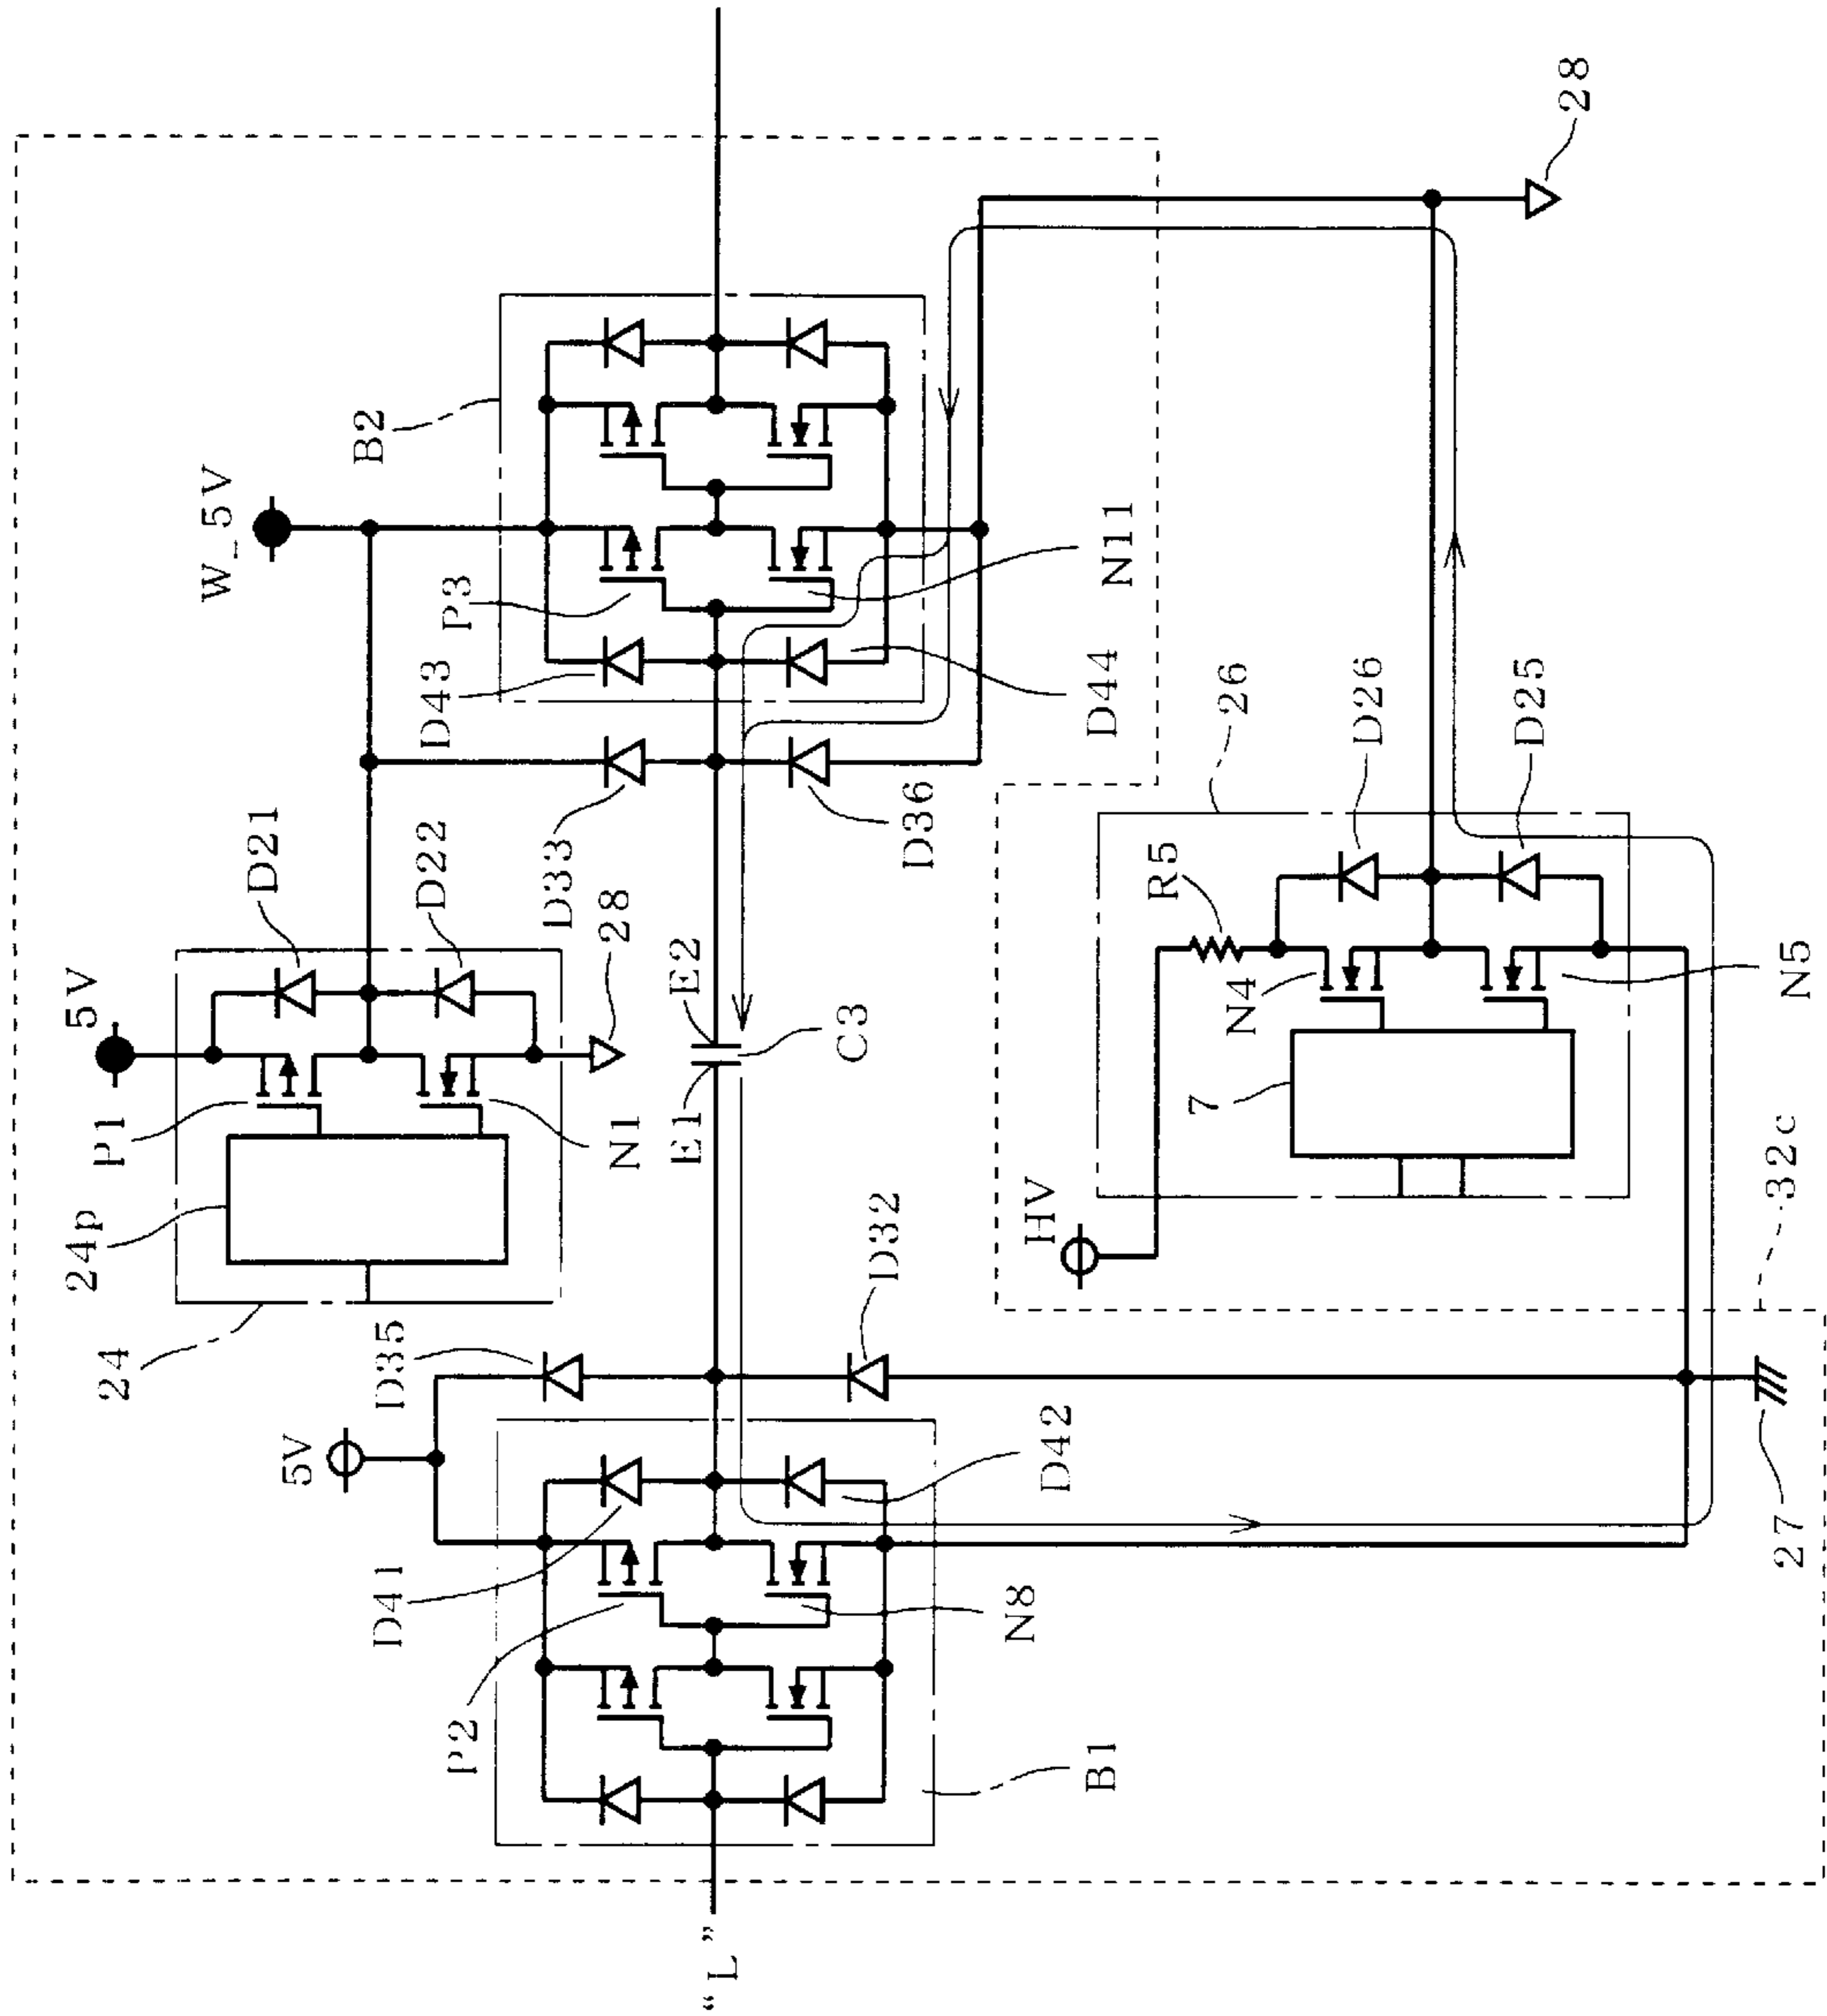 28
B2
W_5V
P3
N11
D43
D44
26
D26
D25
D21
D22
D33
28
D36
R5
5V
E2
N4
N5
P1
N1
E1
C3
7
24p
HV
32c
24
D35
D32
5V
D42
27
D41
N8
P2
B1
“L”